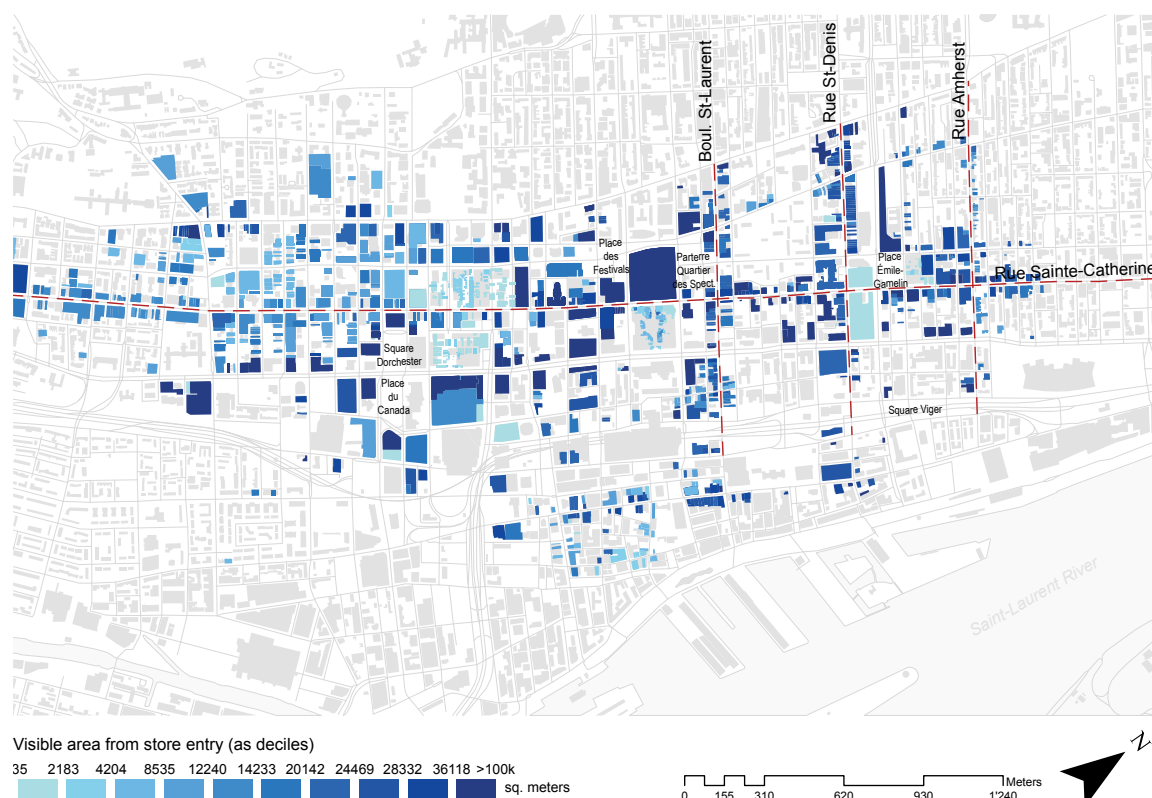 Boul. St-Laurent
Rue St-Denis
Rue Amherst
Place
des
Festivals
Parterre
Quartier
des Spect.
Place
Émilie-
Gamelin
Rue Sainte-Catherine
Square
Dorchester
Place
du
Canada
Square Viger
Saint-Laurent River
Visible area from store entry (as deciles)
35 2183 4204 8535 12240 14233 20142 24469 28332 36118 >100k
sq. meters
N
Meters
0 155 310 620 930 1'240